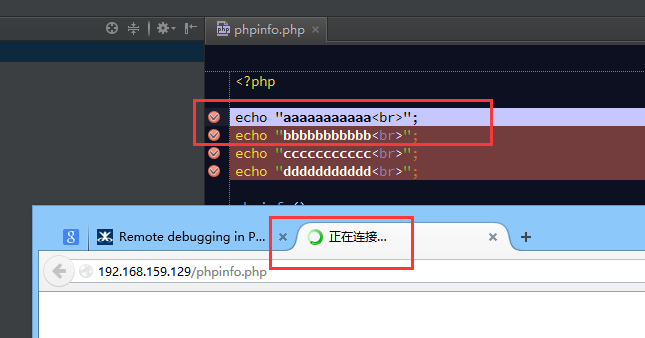 phpinfo.php
<?php
echo "aaaaaaaaaaa<br>";
echo "bbbbbbbbbbb<br>";
echo "ccccccccccc<br>";
echo "ddddddddddd<br>";
Remote debugging in P...
正在连接...
192.168.159.129/phpinfo.php